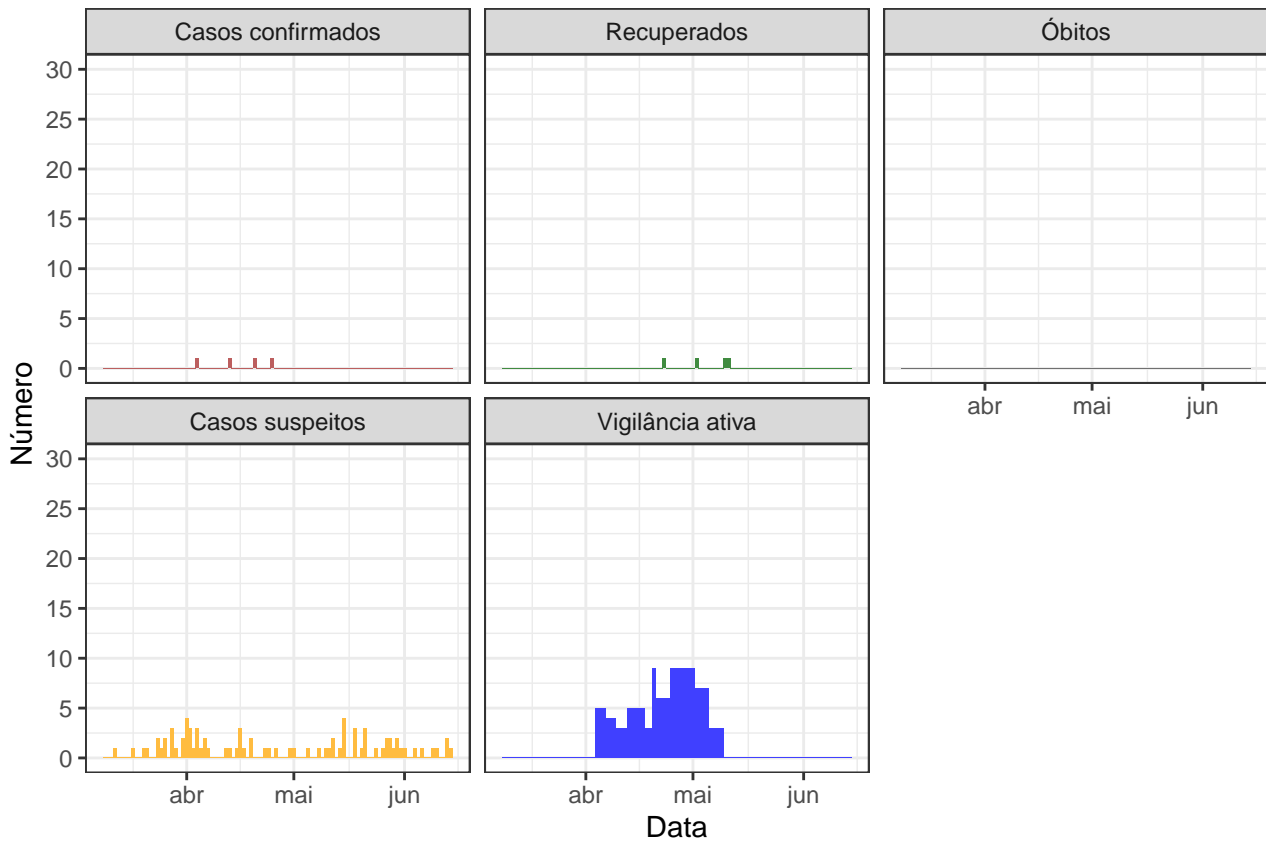 Casos confirmados
Recuperados
Óbitos
30
25
20
15
10
5
0
abr mai jun
Casos suspeitos
Vigilância ativa
30
25
20
15
10
5
0
abr mai jun
abr mai jun
Número
Data